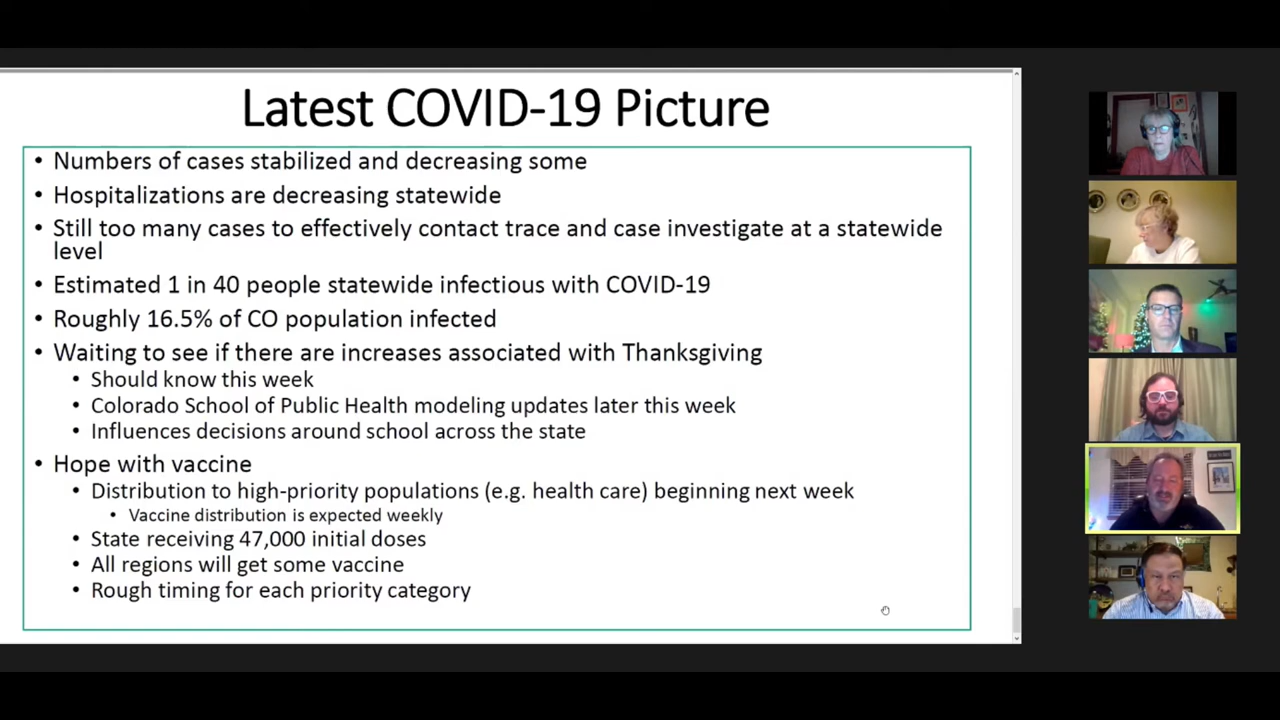 Latest COVID-19 Picture
• Numbers of cases stabilized and decreasing some
• Hospitalizations are decreasing statewide
• Still too many cases to effectively contact trace and case investigate at a statewide
level
• Estimated 1 in 40 people statewide infectious with COVID-19
• Roughly 16.5% of CO population infected
• Waiting to see if there are increases associated with Thanksgiving
• Should know this week
• Colorado School of Public Health modeling updates later this week
• Influences decisions around school across the state
• Hope with vaccine
• Distribution to high-priority populations (e.g. health care) beginning next week
• Vaccine distribution is expected weekly
• State receiving 47,000 initial doses
• All regions will get some vaccine
• Rough timing for each priority category